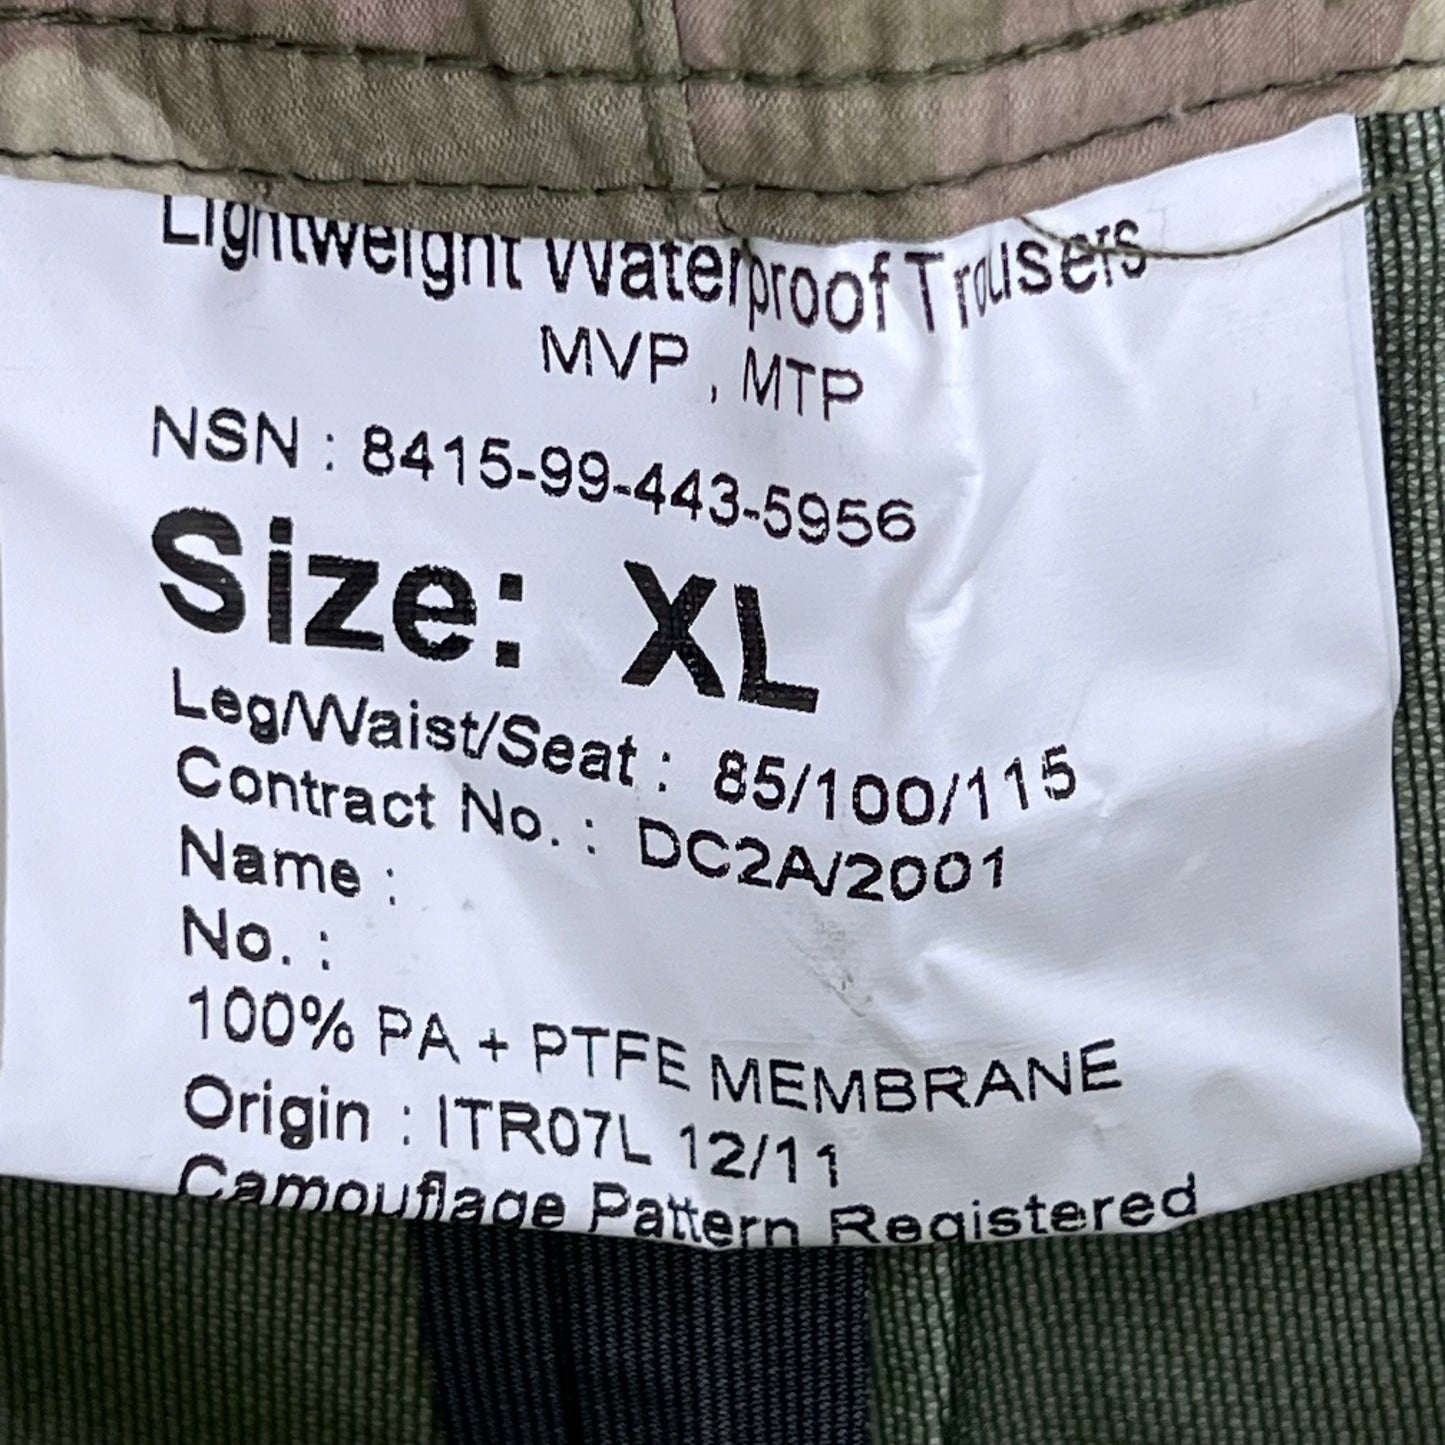 Lightweight Waterproof Trousers
MVP , MTP
NSN : 8415-99-443-5956
Size: XL
Leg/Waist/Seat : 85/100/115
Contract No. : DC2A/2001
Name :
No. :
100% PA + PTFE MEMBRANE
Origin : ITR07L 12/11
Camouflage Pattern Registered